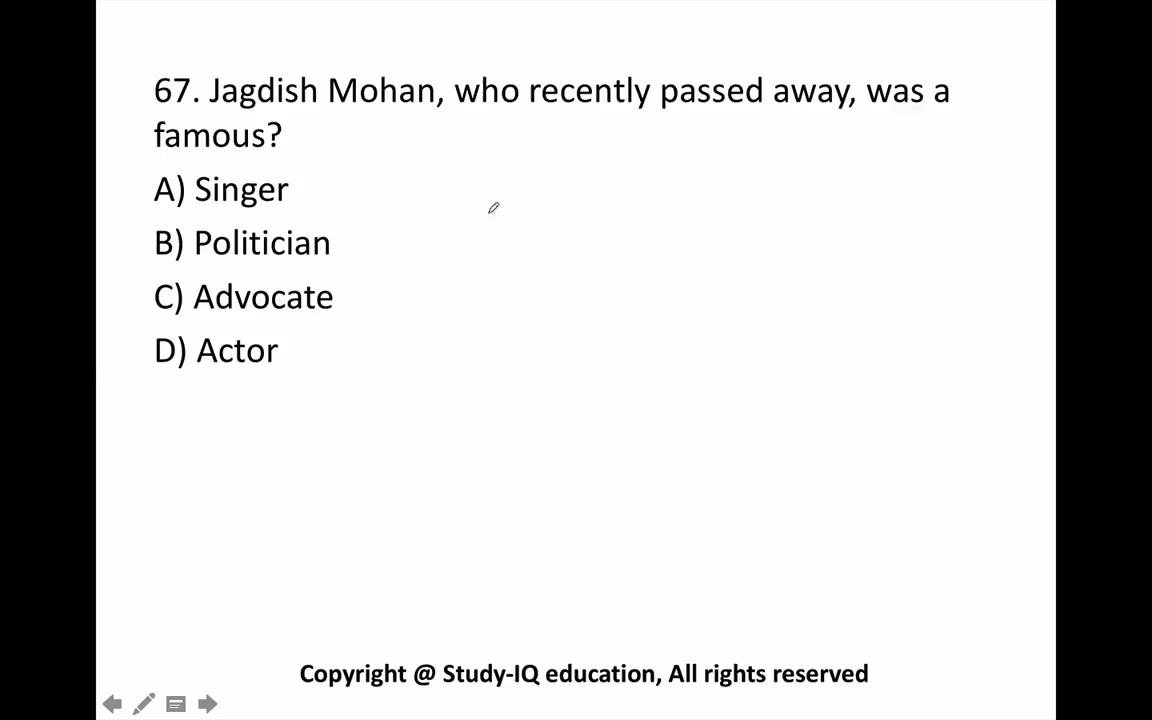 67. Jagdish Mohan, who recently passed away, was a
famous?
A) Singer
B) Politician
C) Advocate
D) Actor
Copyright @ Study-IQ education, All rights reserved